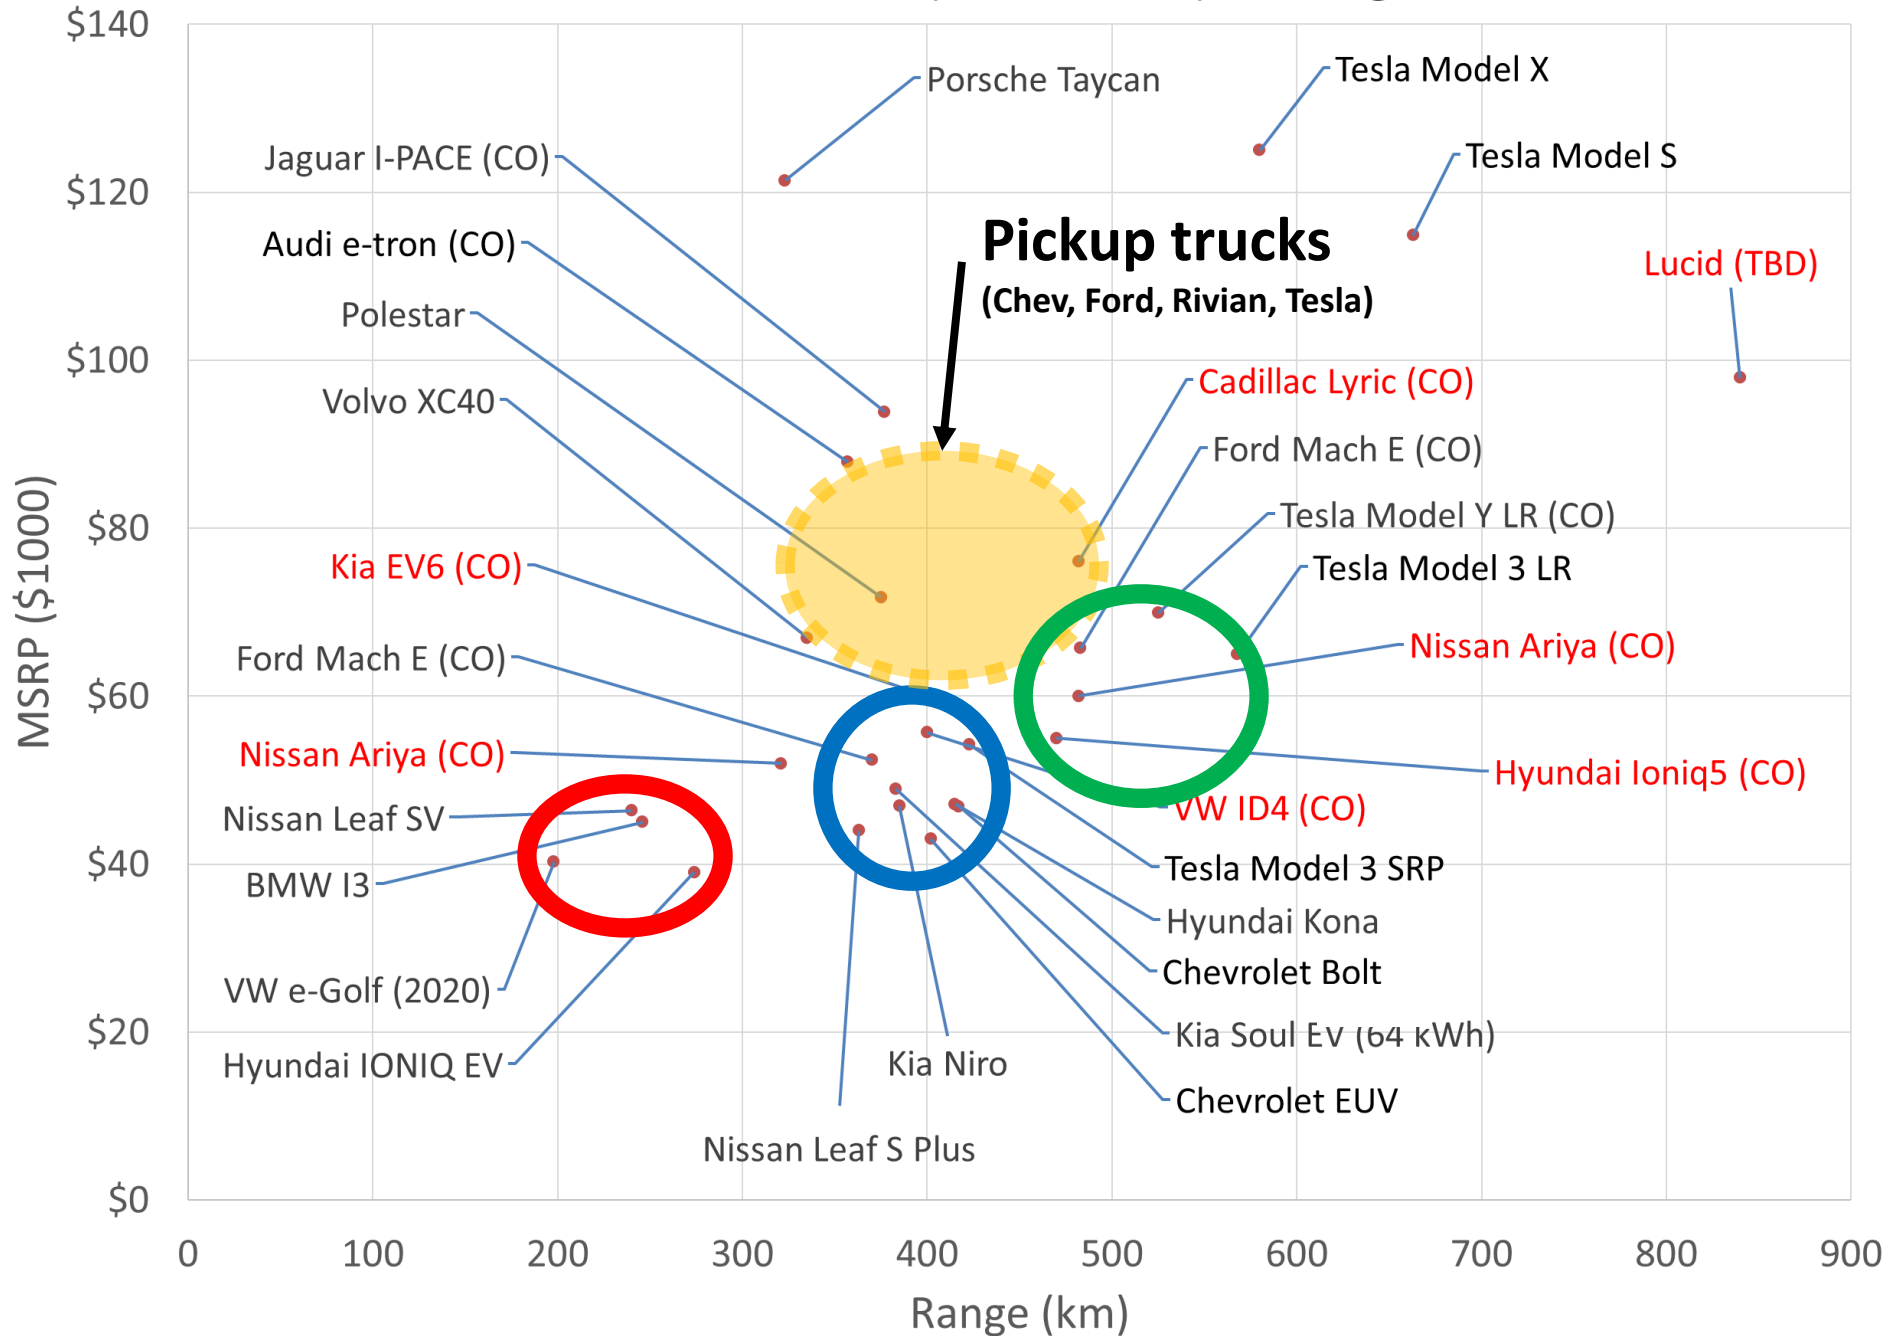 $140
$120
$100
$80
$60
$40
$20
$0
MSRP ($1000)
0 100 200 300 400 500 600 700 800 900
Range (km)
Porsche Taycan
Tesla Model X
Jaguar I-PACE (CO)
Tesla Model S
Audi e-tron (CO)
Pickup trucks
(Chev, Ford, Rivian, Tesla)
Lucid (TBD)
Polestar
Volvo XC40
Cadillac Lyric (CO)
Ford Mach E (CO)
Tesla Model Y LR (CO)
Kia EV6 (CO)
Tesla Model 3 LR
Ford Mach E (CO)
Nissan Ariya (CO)
Nissan Ariya (CO)
Hyundai Ioniq5 (CO)
Nissan Leaf SV
VW ID4 (CO)
BMW I3
Tesla Model 3 SRP
Hyundai Kona
Chevrolet Bolt
VW e-Golf (2020)
Kia Soul EV (64 kWh)
Hyundai IONIQ EV
Kia Niro
Chevrolet EUV
Nissan Leaf S Plus